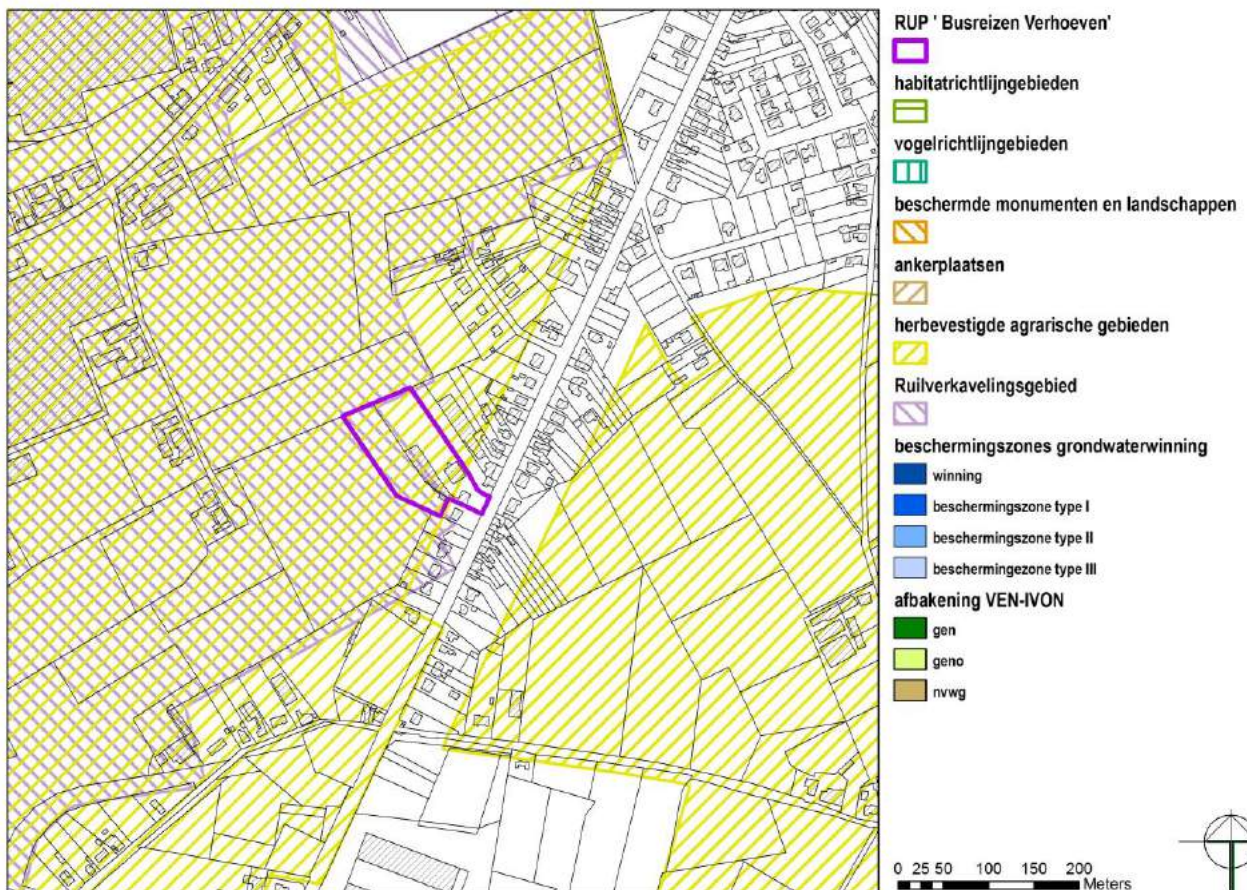 RUP ' Busreizen Verhoeven'
habitatrichtlijngebieden
vogelrichtlijngebieden
beschermde monumenten en landschappen
ankerplaatsen
herbevestigde agrarische gebieden
Ruilverkavelingsgebied
beschermingszones grondwaterwinning
winning
beschermingszone type I
beschermingszone type II
beschermingezone type III
afbakening VEN-IVON
gen
geno
nvwg
0 25 50 100 150 200
Meters